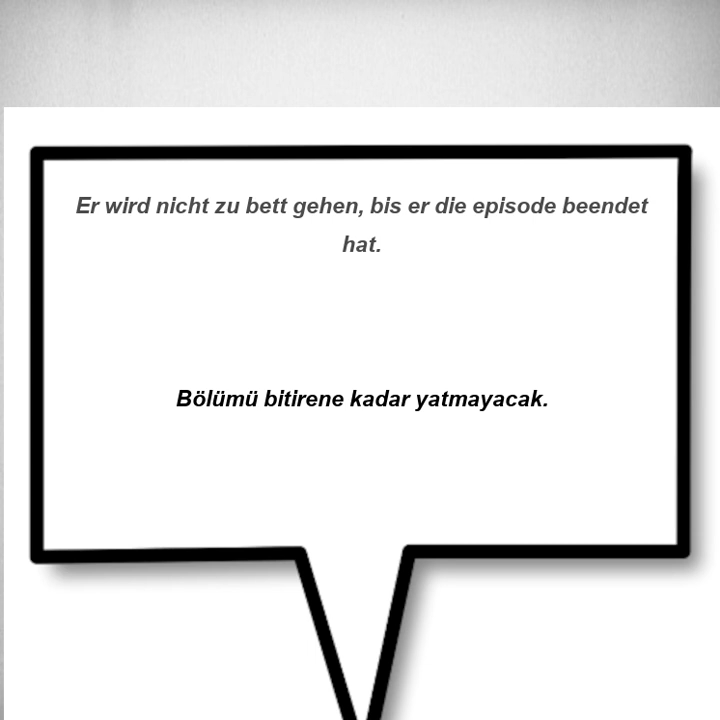 Er wird nicht zu bett gehen, bis er die episode beendet
hat.
Bölümü bitirene kadar yatmayacak.